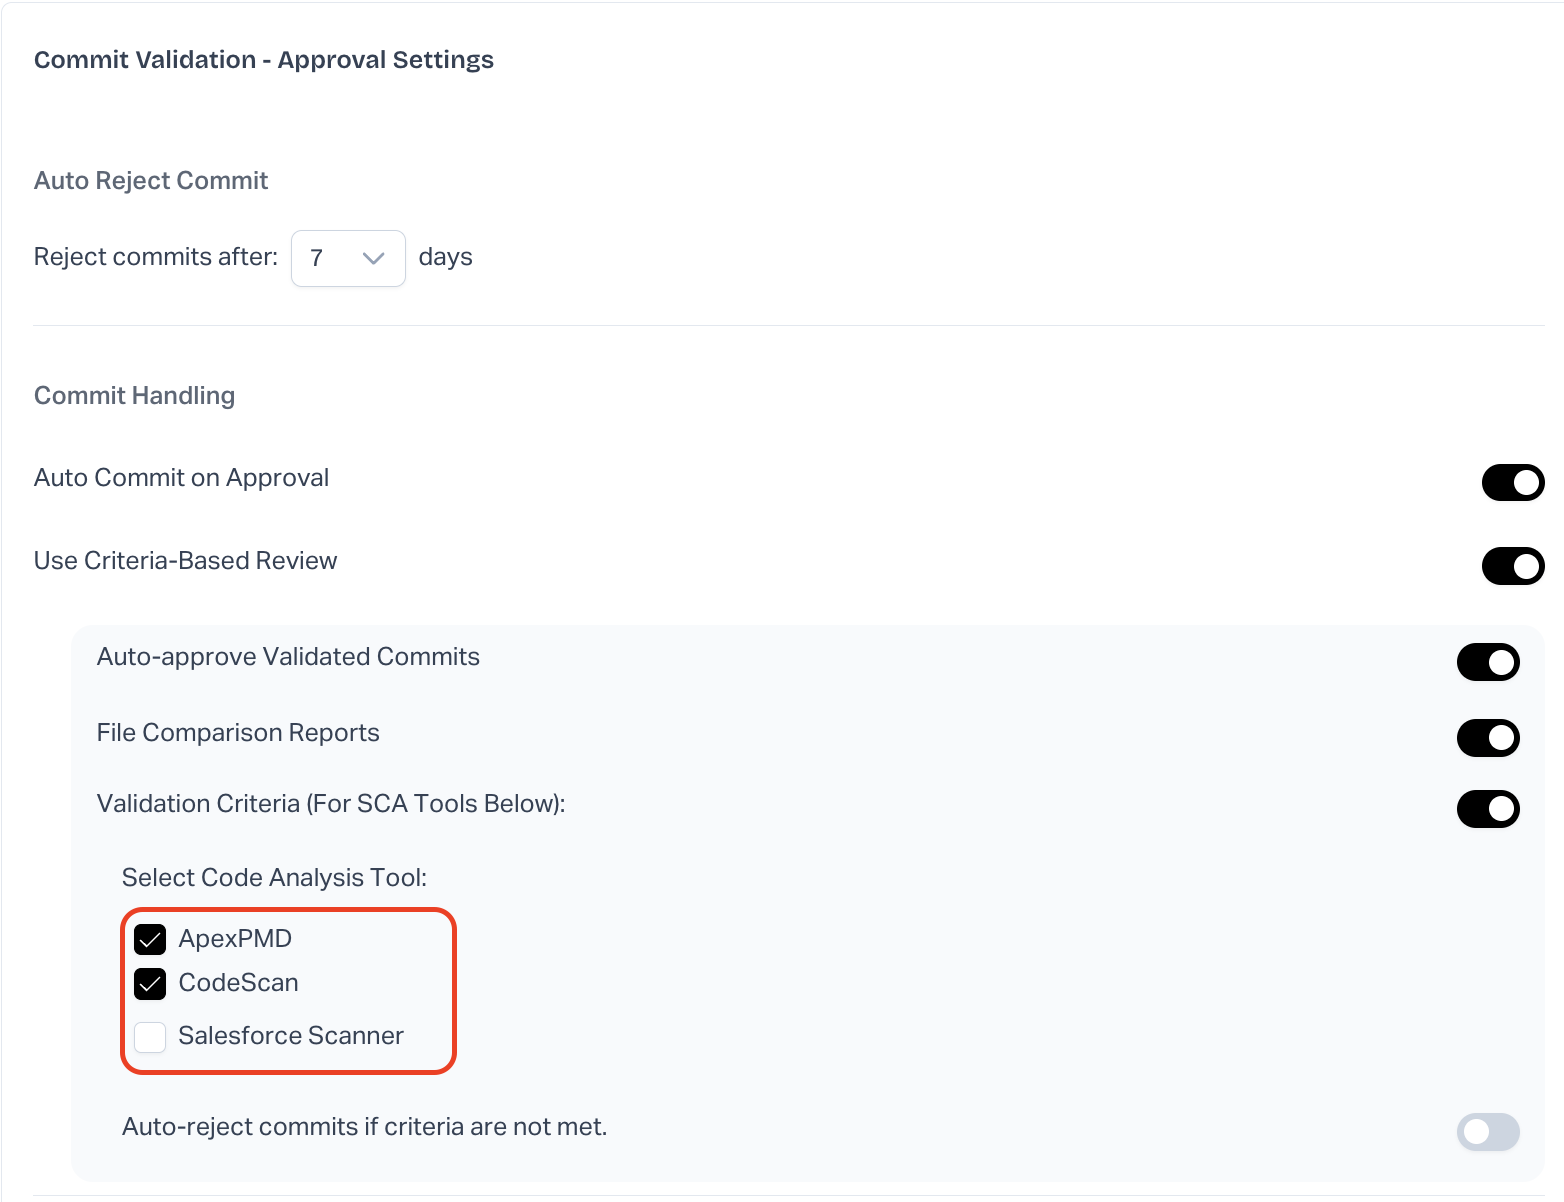 Commit Validation - Approval Settings
Auto Reject Commit
Reject commits after: 7 days
Commit Handling
Auto Commit on Approval
Use Criteria-Based Review
Auto-approve Validated Commits
File Comparison Reports
Validation Criteria (For SCA Tools Below):
Select Code Analysis Tool:
ApexPMD
CodeScan
Salesforce Scanner
Auto-reject commits if criteria are not met.